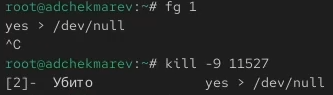 root@adchekmarev:~# fg 1
yes > /dev/null
^C
root@adchekmarev:~# kill -9 11527
[2]-  Убито              yes > /dev/null